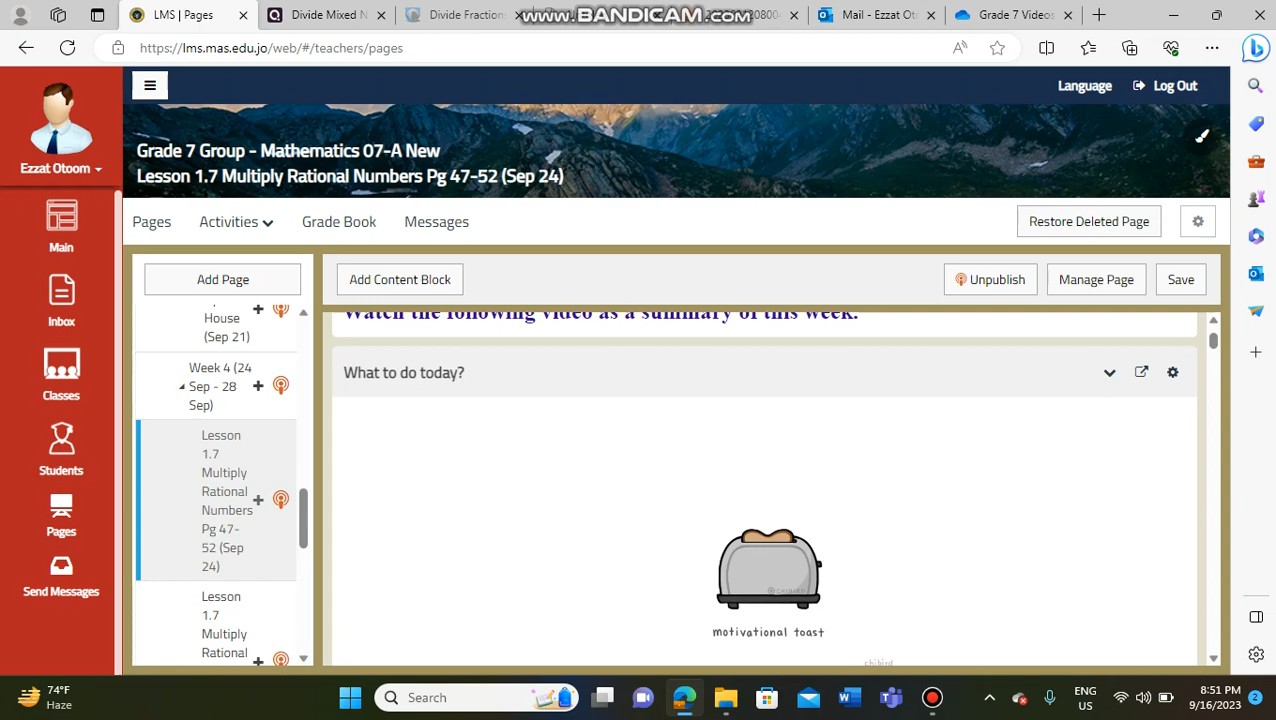 LMS | Pages
Divide Mixed N
Divide Fractions
www.BANDICAM.com
Mail - Ezzat Oto
Grade 7 Videos
https://lms.mas.edu.jo/web/#/teachers/pages
Language
Log Out
Ezzat Otoom
Grade 7 Group - Mathematics 07-A New
Lesson 1.7 Multiply Rational Numbers Pg 47-52 (Sep 24)
Main
Inbox
Classes
Students
Pages
Send Messages
Pages
Activities
Grade Book
Messages
Restore Deleted Page
Add Page
Add Content Block
Unpublish
Manage Page
Save
House
(Sep 21)
Week 4 (24
Sep - 28
Sep)
Lesson
1.7
Multiply
Rational
Numbers
Pg 47-
52 (Sep
24)
Lesson
1.7
Multiply
Rational
Watch the following video as a summary of this week.
What to do today?
motivational toast
chibird
74°F
Haze
Search
ENG
QC
8:51 PM
9/16/2023
2